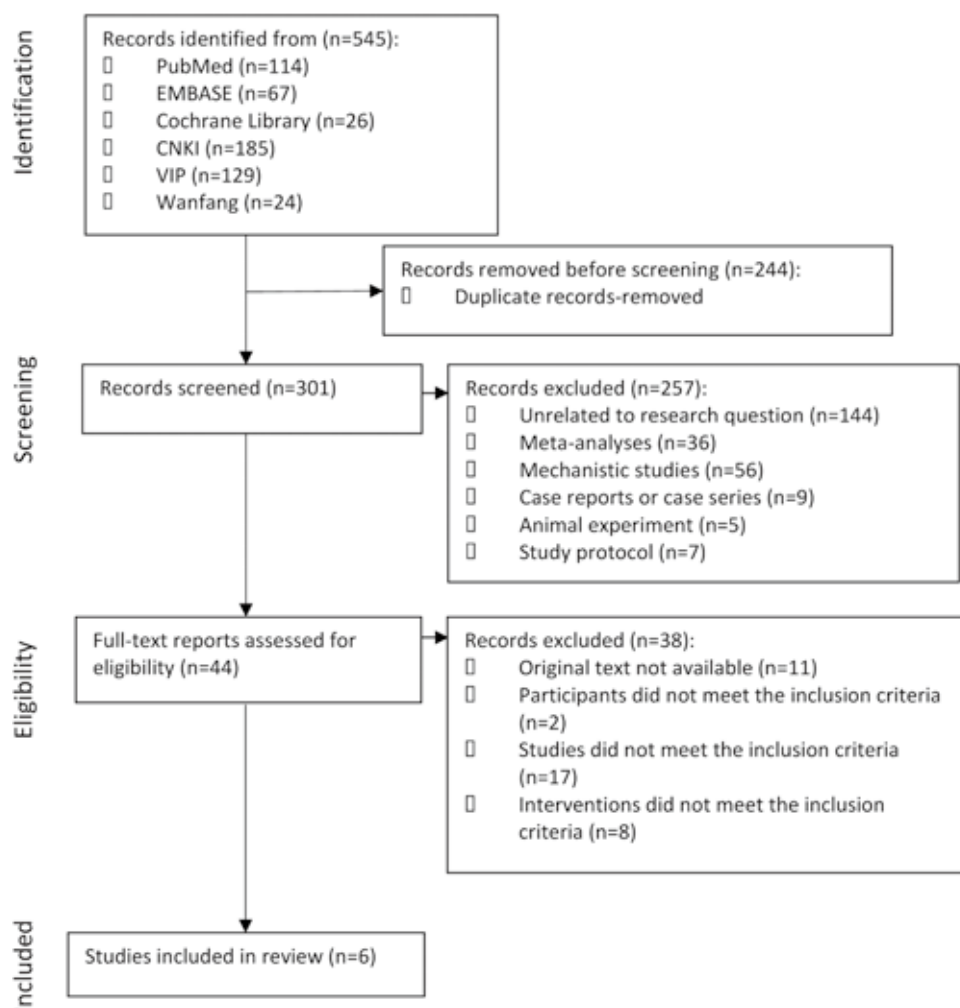 Identification
Records identified from (n=545):
▯ PubMed (n=114)
▯ EMBASE (n=67)
▯ Cochrane Library (n=26)
▯ CNKI (n=185)
▯ VIP (n=129)
▯ Wanfang (n=24)
Records removed before screening (n=244):
▯ Duplicate records-removed
Screening
Records screened (n=301)
Records excluded (n=257):
▯ Unrelated to research question (n=144)
▯ Meta-analyses (n=36)
▯ Mechanistic studies (n=56)
▯ Case reports or case series (n=9)
▯ Animal experiment (n=5)
▯ Study protocol (n=7)
Eligibility
Full-text reports assessed for
eligibility (n=44)
Records excluded (n=38):
▯ Original text not available (n=11)
▯ Participants did not meet the inclusion criteria
(n=2)
▯ Studies did not meet the inclusion criteria
(n=17)
▯ Interventions did not meet the inclusion
criteria (n=8)
ncluded
Studies included in review (n=6)